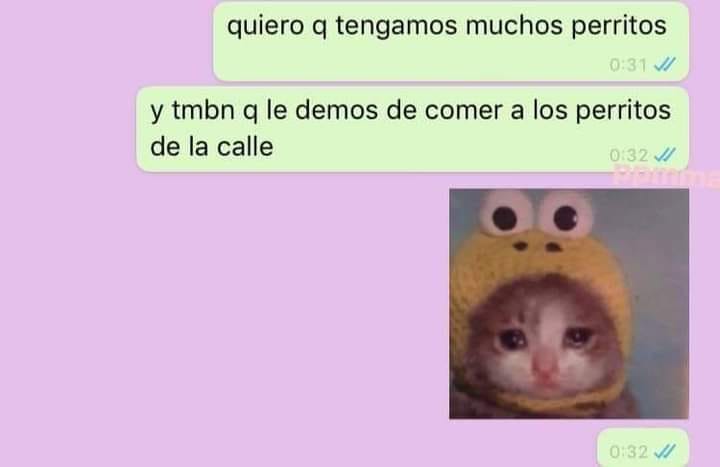 quiero q tengamos muchos perritos
0:31
y tmbn q le demos de comer a los perritos
de la calle
0:32
0:32